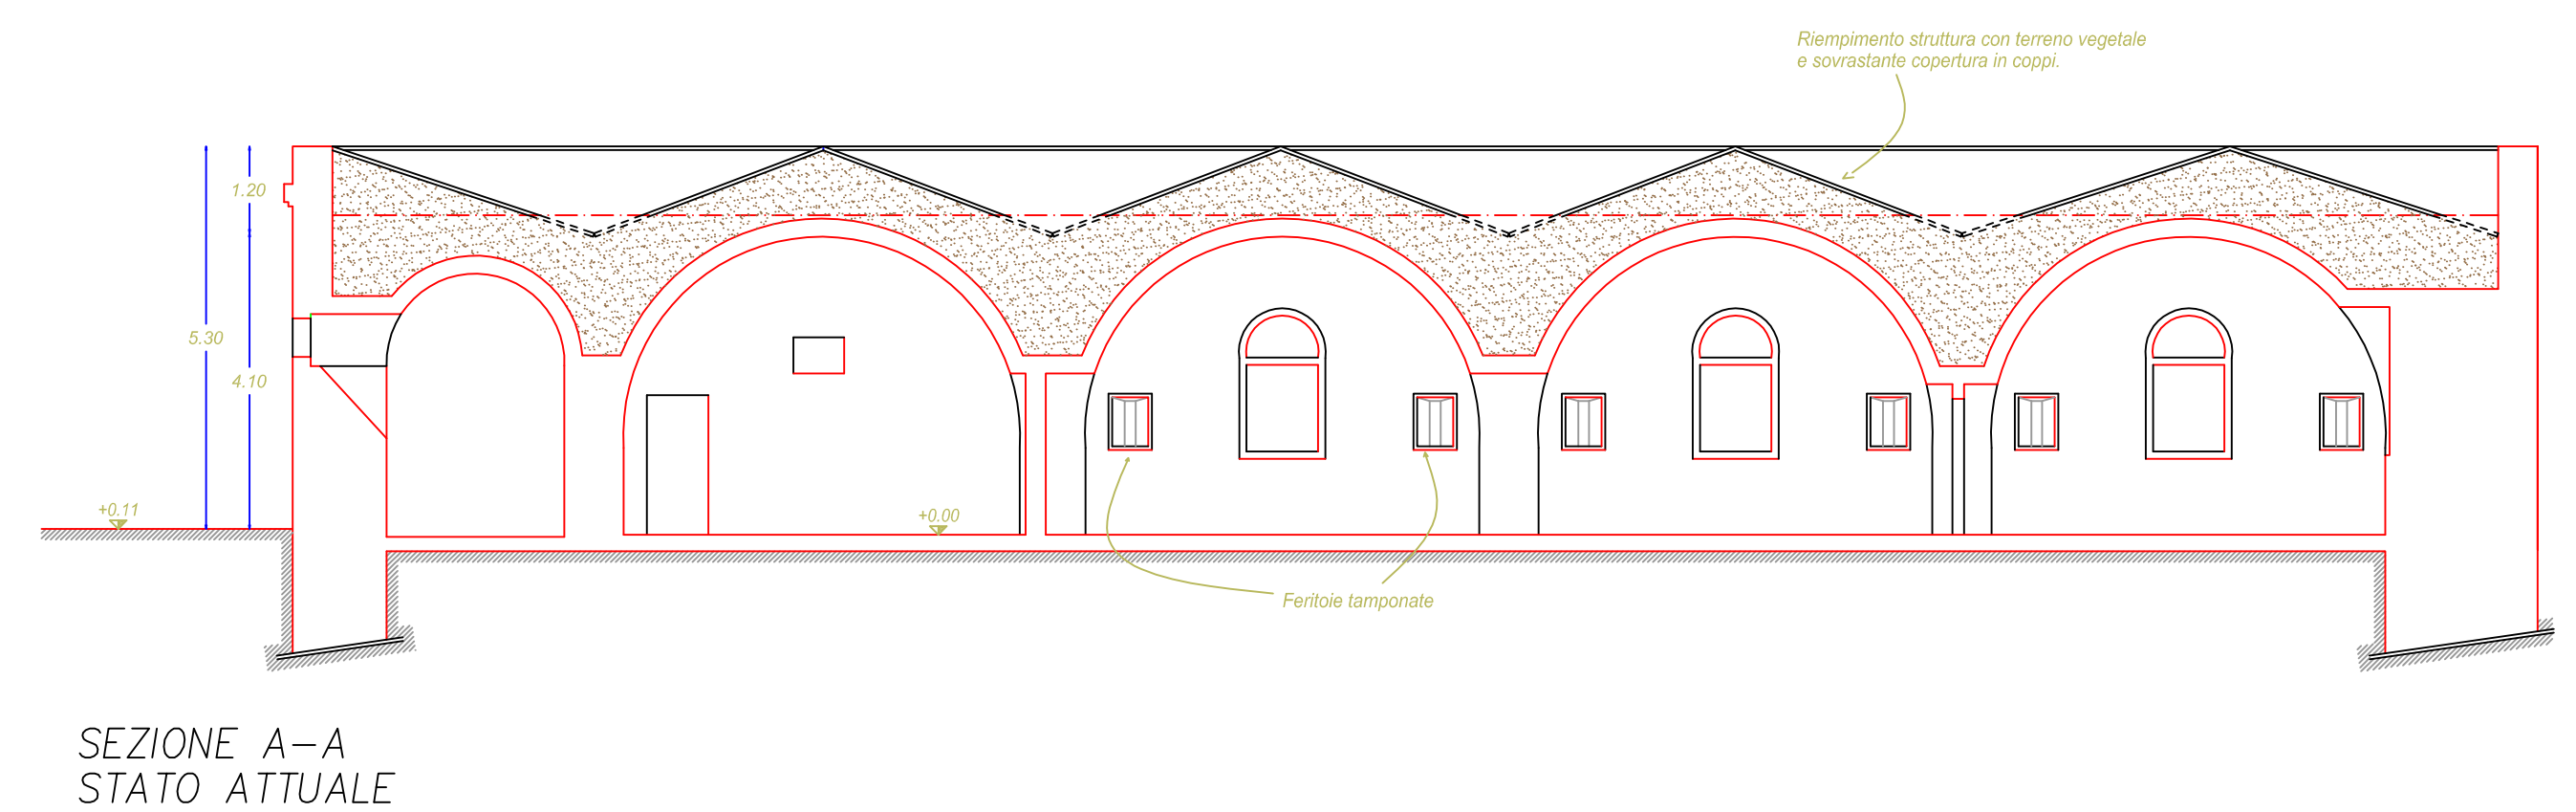 Riempimento struttura con terreno vegetale
e sovrastante copertura in coppi.
1.20
5.30
4.10
+0.11
+0.00
Feritoie tamponate
SEZIONE A-A
STATO ATTUALE